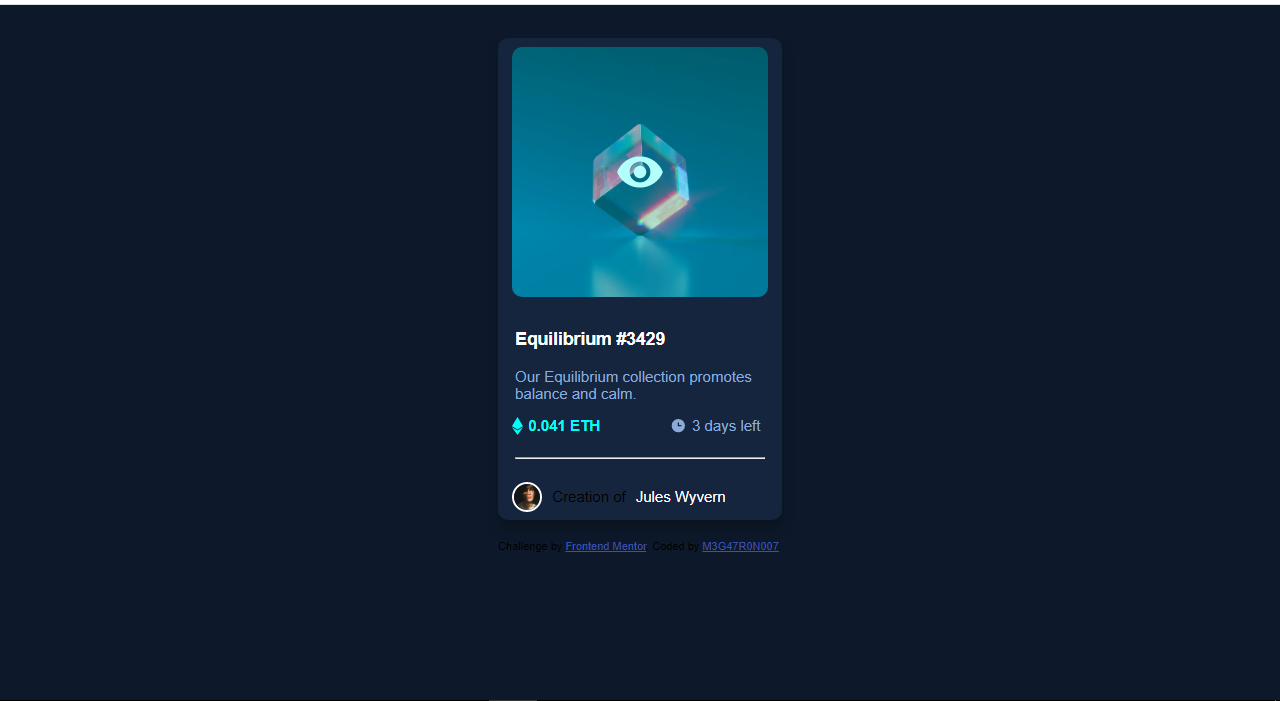 Equilibrium #3429
Our Equilibrium collection promotes
balance and calm.
0.041 ETH 3 days left
Creation of Jules Wyvern
Challenge by Frontend Mentor Coded by M3G47R0N007